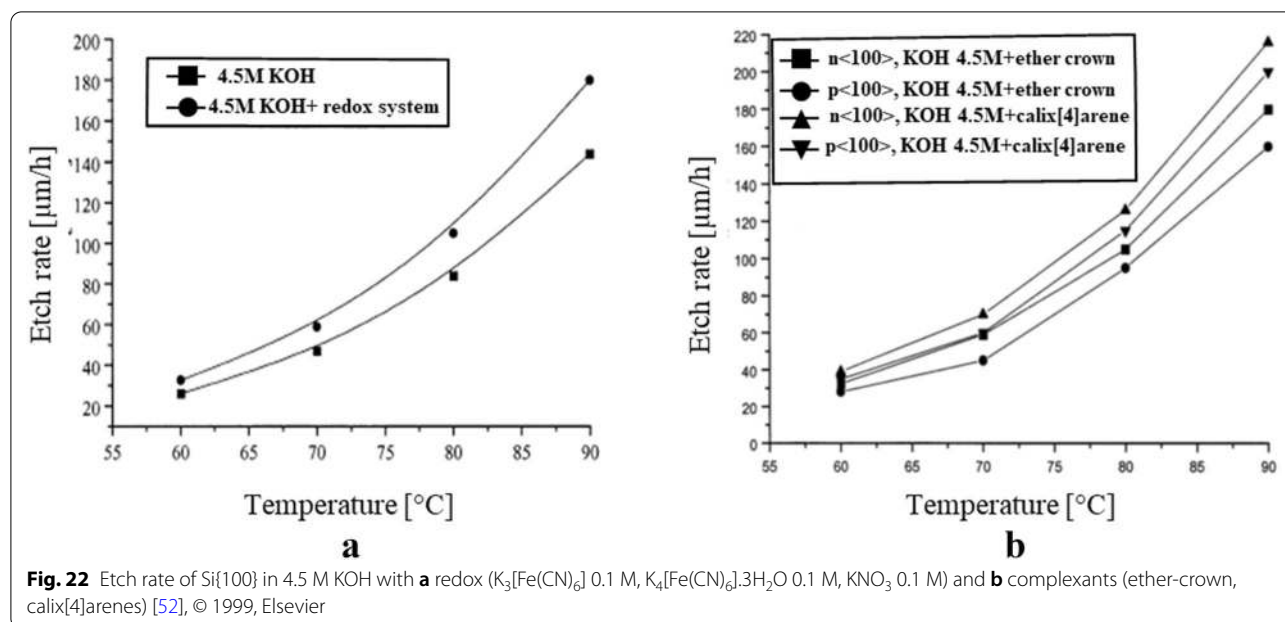 4.5M KOH
4.5M KOH+ redox system
180
160
140
120
100
80
60
40
20
Etch rate [µm/h]
55 60 65 70 75 80 85 90
Temperature [°C]
a
n<100>, KOH 4.5M+ether crown
p<100>, KOH 4.5M+ether crown
n<100>, KOH 4.5M+calix[4]arene
p<100>, KOH 4.5M+calix[4]arene
220
200
180
160
140
120
100
80
60
40
20
0
Etch rate [µm/h]
55 60 65 70 75 80 85 90
Temperature [°C]
b
Fig. 22 Etch rate of Si{100} in 4.5 M KOH with a redox (K₃[Fe(CN)₆] 0.1 M, K₄[Fe(CN)₆].3H₂O 0.1 M, KNO₃ 0.1 M) and b complexants (ether-crown,
calix[4]arenes) [52], © 1999, Elsevier